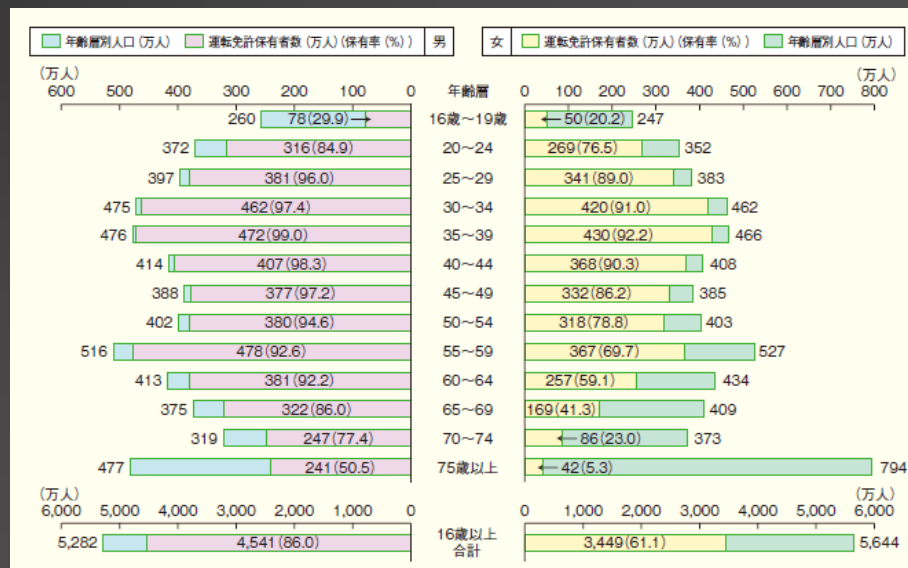 年齢層別人口(万人) 運転免許保有者数(万人)(保有率(%)) 男 女 運転免許保有者数(万人)(保有率(%)) 年齢層別人口(万人)
(万人) 年齢層 (万人)
600 500 400 300 200 100 0 0 100 200 300 400 500 600 700 800
260 78(29.9) 16歳〜19歳 50(20.2) 247
372 316(84.9) 20〜24 269(76.5) 352
397 381(96.0) 25〜29 341(89.0) 383
475 462(97.4) 30〜34 420(91.0) 462
476 472(99.0) 35〜39 430(92.2) 466
414 407(98.3) 40〜44 368(90.3) 408
388 377(97.2) 45〜49 332(86.2) 385
402 380(94.6) 50〜54 318(78.8) 403
516 478(92.6) 55〜59 367(69.7) 527
413 381(92.2) 60〜64 257(59.1) 434
375 322(86.0) 65〜69 169(41.3) 409
319 247(77.4) 70〜74 86(23.0) 373
477 241(50.5) 75歳以上 42(5.3) 794
(万人) (万人)
6,000 5,000 4,000 3,000 2,000 1,000 0 0 1,000 2,000 3,000 4,000 5,000 6,000
5,282 4,541(86.0) 16歳以上 3,449(61.1) 5,644
合計